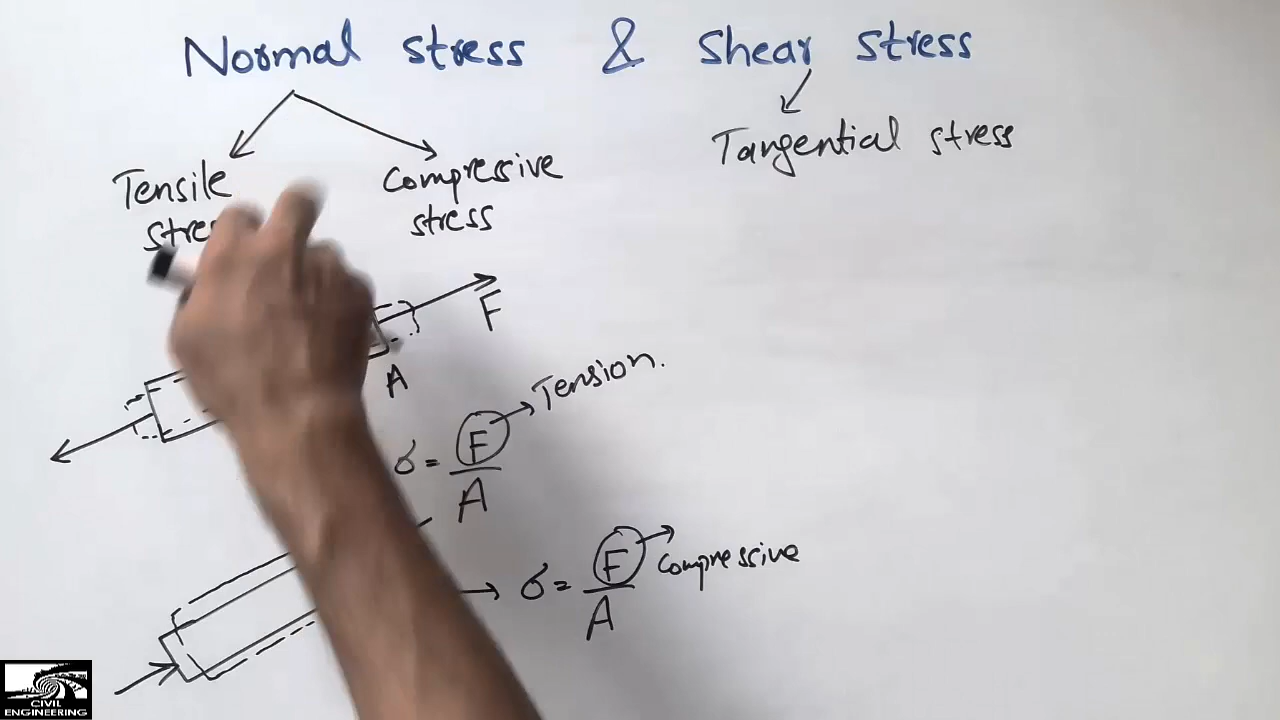 Normal stress & Shear stress
Tangential stress
Tensile
Compressive
stress
F
A
σ = F/A
Tension.
σ = F/A
Compressive
CIVIL
ENGINEERING